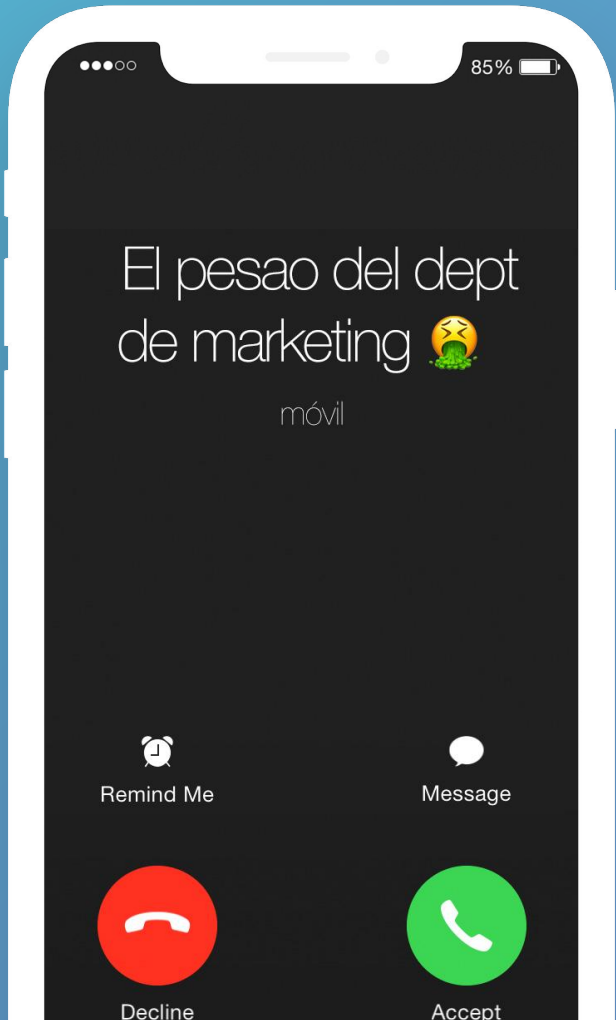 85%
El pesao del dept
de marketing 🤮
móvil
Remind Me
Message
Decline
Accept